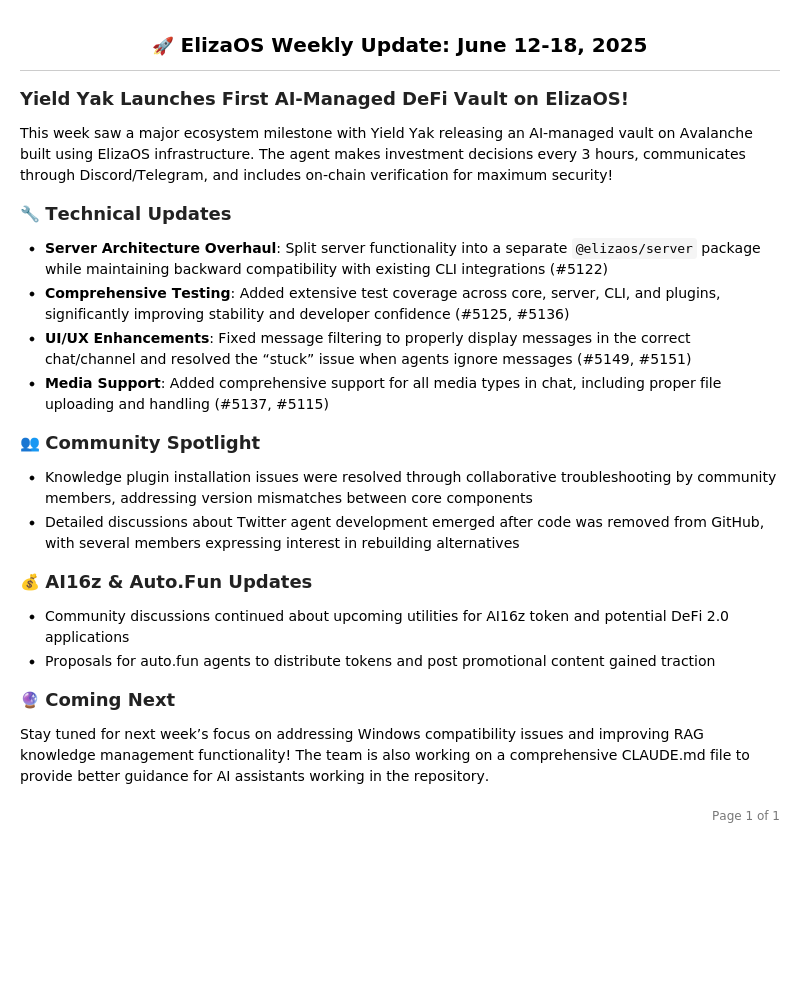 🚀 ElizaOS Weekly Update: June 12-18, 2025
Yield Yak Launches First AI-Managed DeFi Vault on ElizaOS!
This week saw a major ecosystem milestone with Yield Yak releasing an AI-managed vault on Avalanche
built using ElizaOS infrastructure. The agent makes investment decisions every 3 hours, communicates
through Discord/Telegram, and includes on-chain verification for maximum security!
🔧 Technical Updates
• Server Architecture Overhaul: Split server functionality into a separate @elizaos/server package
while maintaining backward compatibility with existing CLI integrations (#5122)
• Comprehensive Testing: Added extensive test coverage across core, server, CLI, and plugins,
significantly improving stability and developer confidence (#5125, #5136)
• UI/UX Enhancements: Fixed message filtering to properly display messages in the correct
chat/channel and resolved the “stuck” issue when agents ignore messages (#5149, #5151)
• Media Support: Added comprehensive support for all media types in chat, including proper file
uploading and handling (#5137, #5115)
👥 Community Spotlight
• Knowledge plugin installation issues were resolved through collaborative troubleshooting by community
members, addressing version mismatches between core components
• Detailed discussions about Twitter agent development emerged after code was removed from GitHub,
with several members expressing interest in rebuilding alternatives
💰 AI16z & Auto.Fun Updates
• Community discussions continued about upcoming utilities for AI16z token and potential DeFi 2.0
applications
• Proposals for auto.fun agents to distribute tokens and post promotional content gained traction
🔮 Coming Next
Stay tuned for next week’s focus on addressing Windows compatibility issues and improving RAG
knowledge management functionality! The team is also working on a comprehensive CLAUDE.md file to
provide better guidance for AI assistants working in the repository.
Page 1 of 1